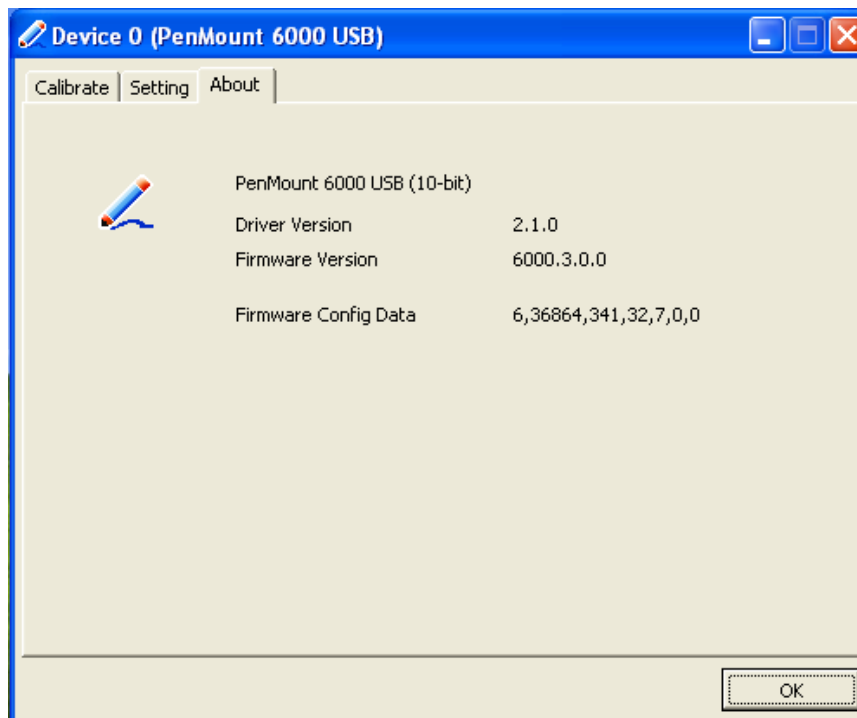 Device 0 (PenMount 6000 USB)
Calibrate Setting About
PenMount 6000 USB (10-bit)
Driver Version 2.1.0
Firmware Version 6000.3.0.0
Firmware Config Data 6,36864,341,32,7,0,0
OK